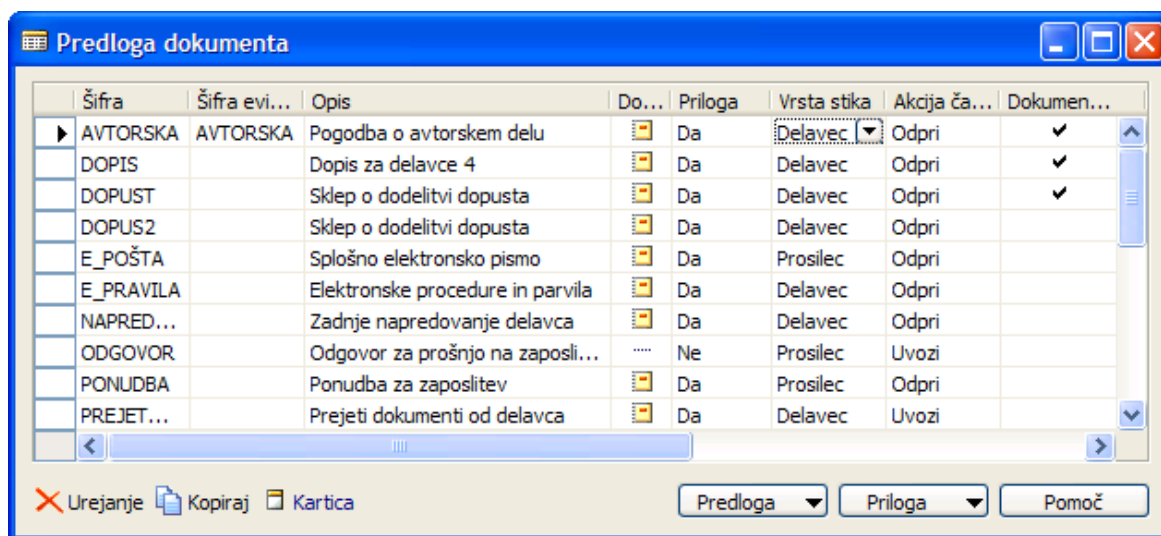 Predloga dokumenta
Šifra Šifra evi... Opis Do... Priloga Vrsta stika Akcija ča... Dokumen...
AVTORSKA AVTORSKA Pogodba o avtorskem delu Da Delavec Odpri
DOPIS Dopis za delavce 4 Da Delavec Odpri
DOPUST Sklep o dodelitvi dopusta Da Delavec Odpri
DOPUS2 Sklep o dodelitvi dopusta Da Delavec Odpri
E_POŠTA Splošno elektronsko pismo Da Prosilec Odpri
E_PRAVILA Elektronske procedure in parvila Da Delavec Odpri
NAPRED... Zadnje napredovanje delavca Da Delavec Odpri
ODGOVOR Odgovor za prošnjo na zaposli... Ne Prosilec Uvozi
PONUDBA Ponudba za zaposlitev Da Prosilec Odpri
PREJET... Prejeti dokumenti od delavca Da Delavec Uvozi
Urejanje Kopiraj Kartica Predloga Priloga Pomoč